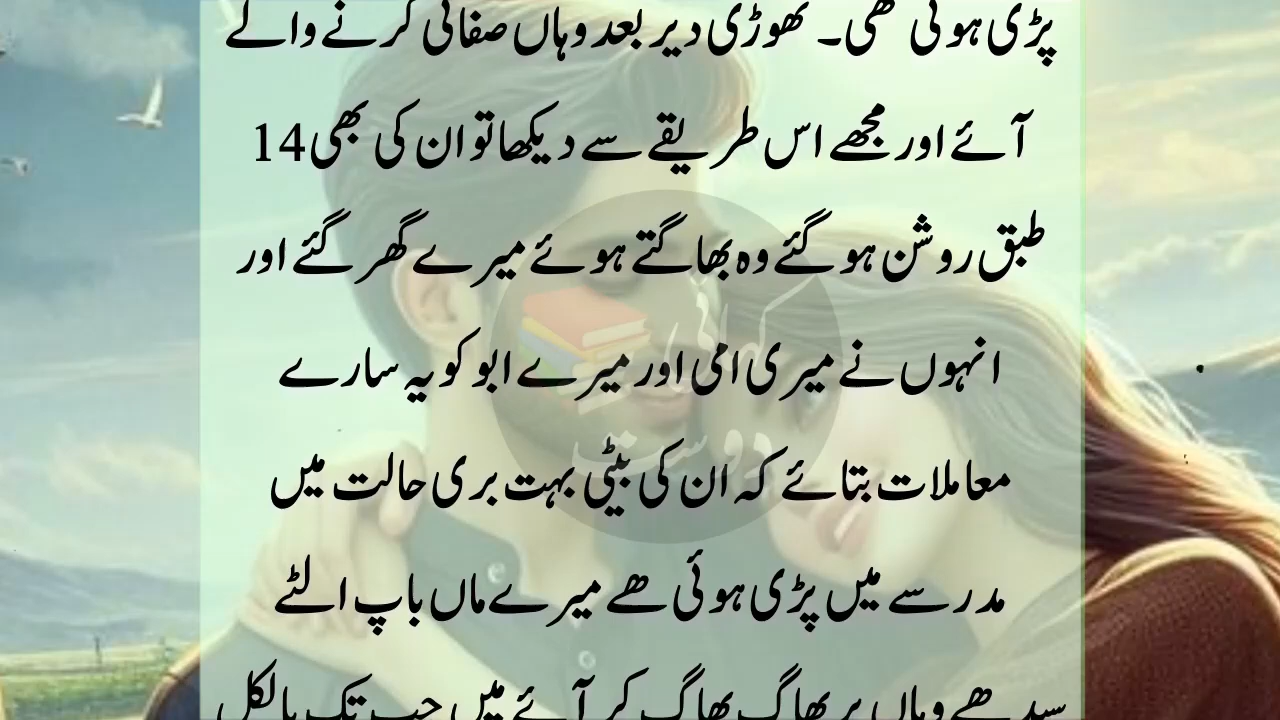 پڑی ہوئی تھی۔ تھوڑی دیر بعد وہاں صفائی کرنے والے
آئے اور مجھے اس طریقے سے دیکھا تو ان کی بھی 14
طبق روشن ہو گئے وہ بھاگتے ہوئے میرے گھر گئے اور
انہوں نے میری امی اور میرے ابو کو یہ سارے
معاملات بتائے کہ ان کی بیٹی بہت بری حالت میں
مدرسے میں پڑی ہوئی ھے میرے ماں باپ الٹے
سیدھے وہاں پر بھاگ بھاگ کر آئے میں جب تک بالکل
کہانی
دوست